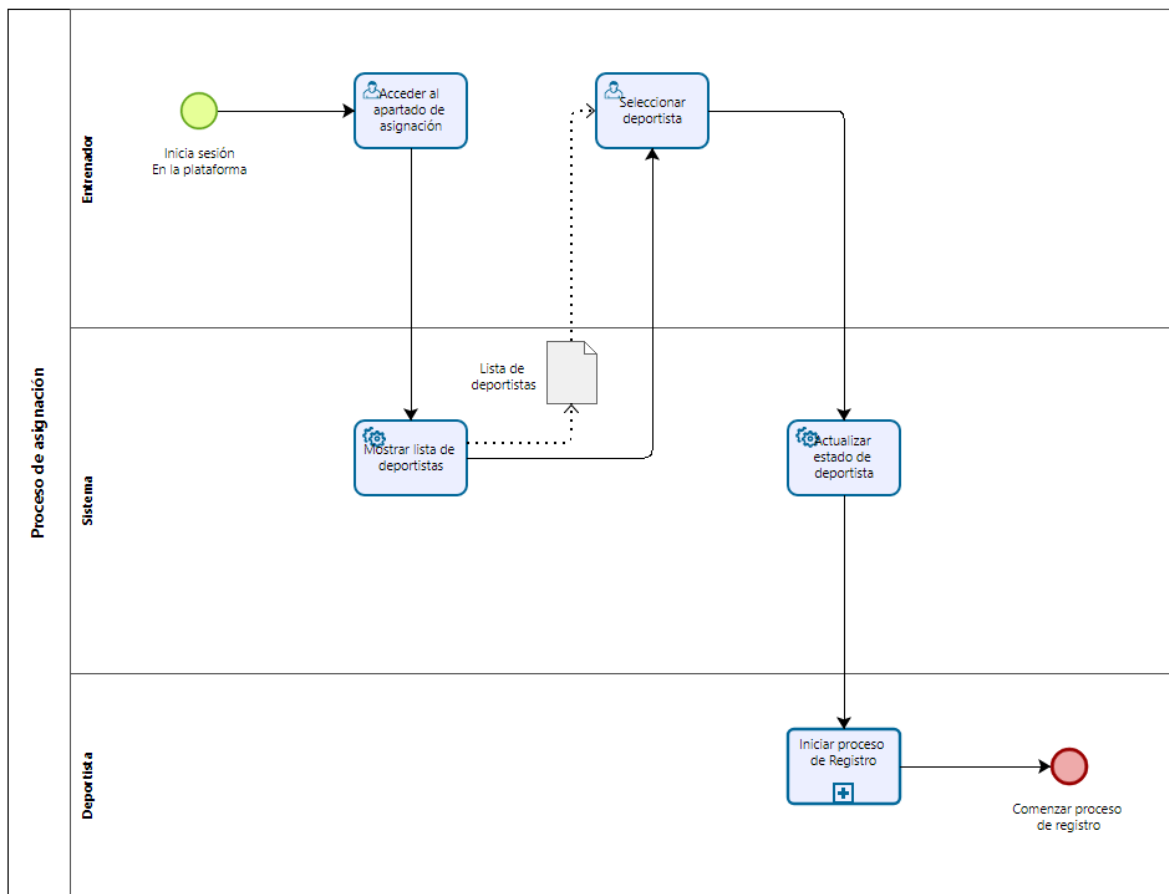 Proceso de asignación
Entrenador
Inicia sesión
En la plataforma
Acceder al
apartado de
asignación
Seleccionar
deportista
Sistema
Lista de
deportistas
Mostrar lista de
deportistas
Actualizar
estado de
deportista
Deportista
Iniciar proceso
de Registro
Comenzar proceso
de registro